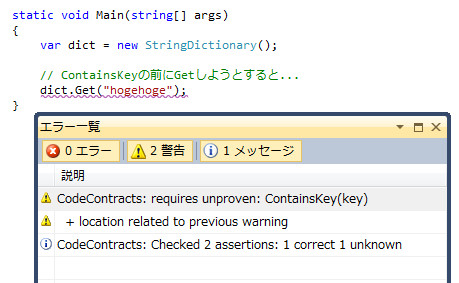 static void Main(string[] args)
{
var dict = new StringDictionary();
// ContainsKeyの前にGetしようとすると...
dict.Get("hogehoge");
}
エラー一覧
0 エラー 2 警告 1 メッセージ
説明
CodeContracts: requires unproven: ContainsKey(key)
+ location related to previous warning
CodeContracts: Checked 2 assertions: 1 correct 1 unknown